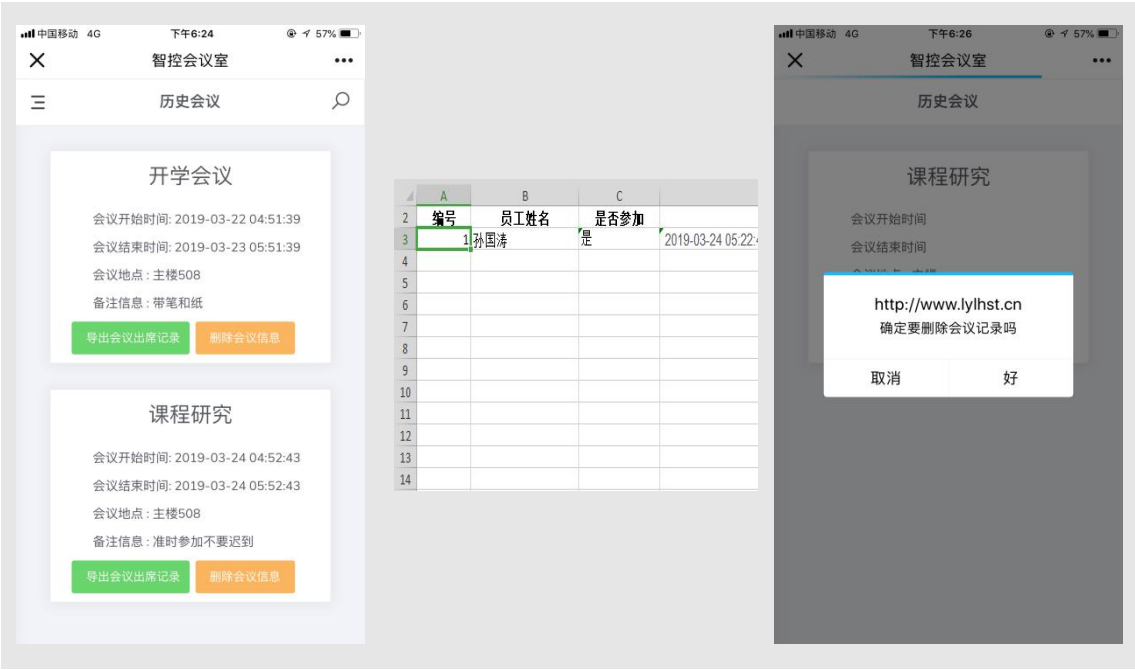 中国移动 4G 下午6:24 57%
智控会议室
历史会议
开学会议
会议开始时间: 2019-03-22 04:51:39
会议结束时间: 2019-03-23 05:51:39
会议地点 : 主楼508
备注信息 : 带笔和纸
导出会议出席记录 删除会议信息
课程研究
会议开始时间: 2019-03-24 04:52:43
会议结束时间: 2019-03-24 05:52:43
会议地点 : 主楼508
备注信息 : 准时参加不要迟到
导出会议出席记录 删除会议信息
A B C
2 编号 员工姓名 是否参加
3 1 孙国涛 是 2019-03-24 05:22:
4
5
6
7
8
9
10
11
12
13
14
中国移动 4G 下午6:26 57%
智控会议室
历史会议
课程研究
会议开始时间
会议结束时间
http://www.lylhst.cn
确定要删除会议记录吗
取消 好